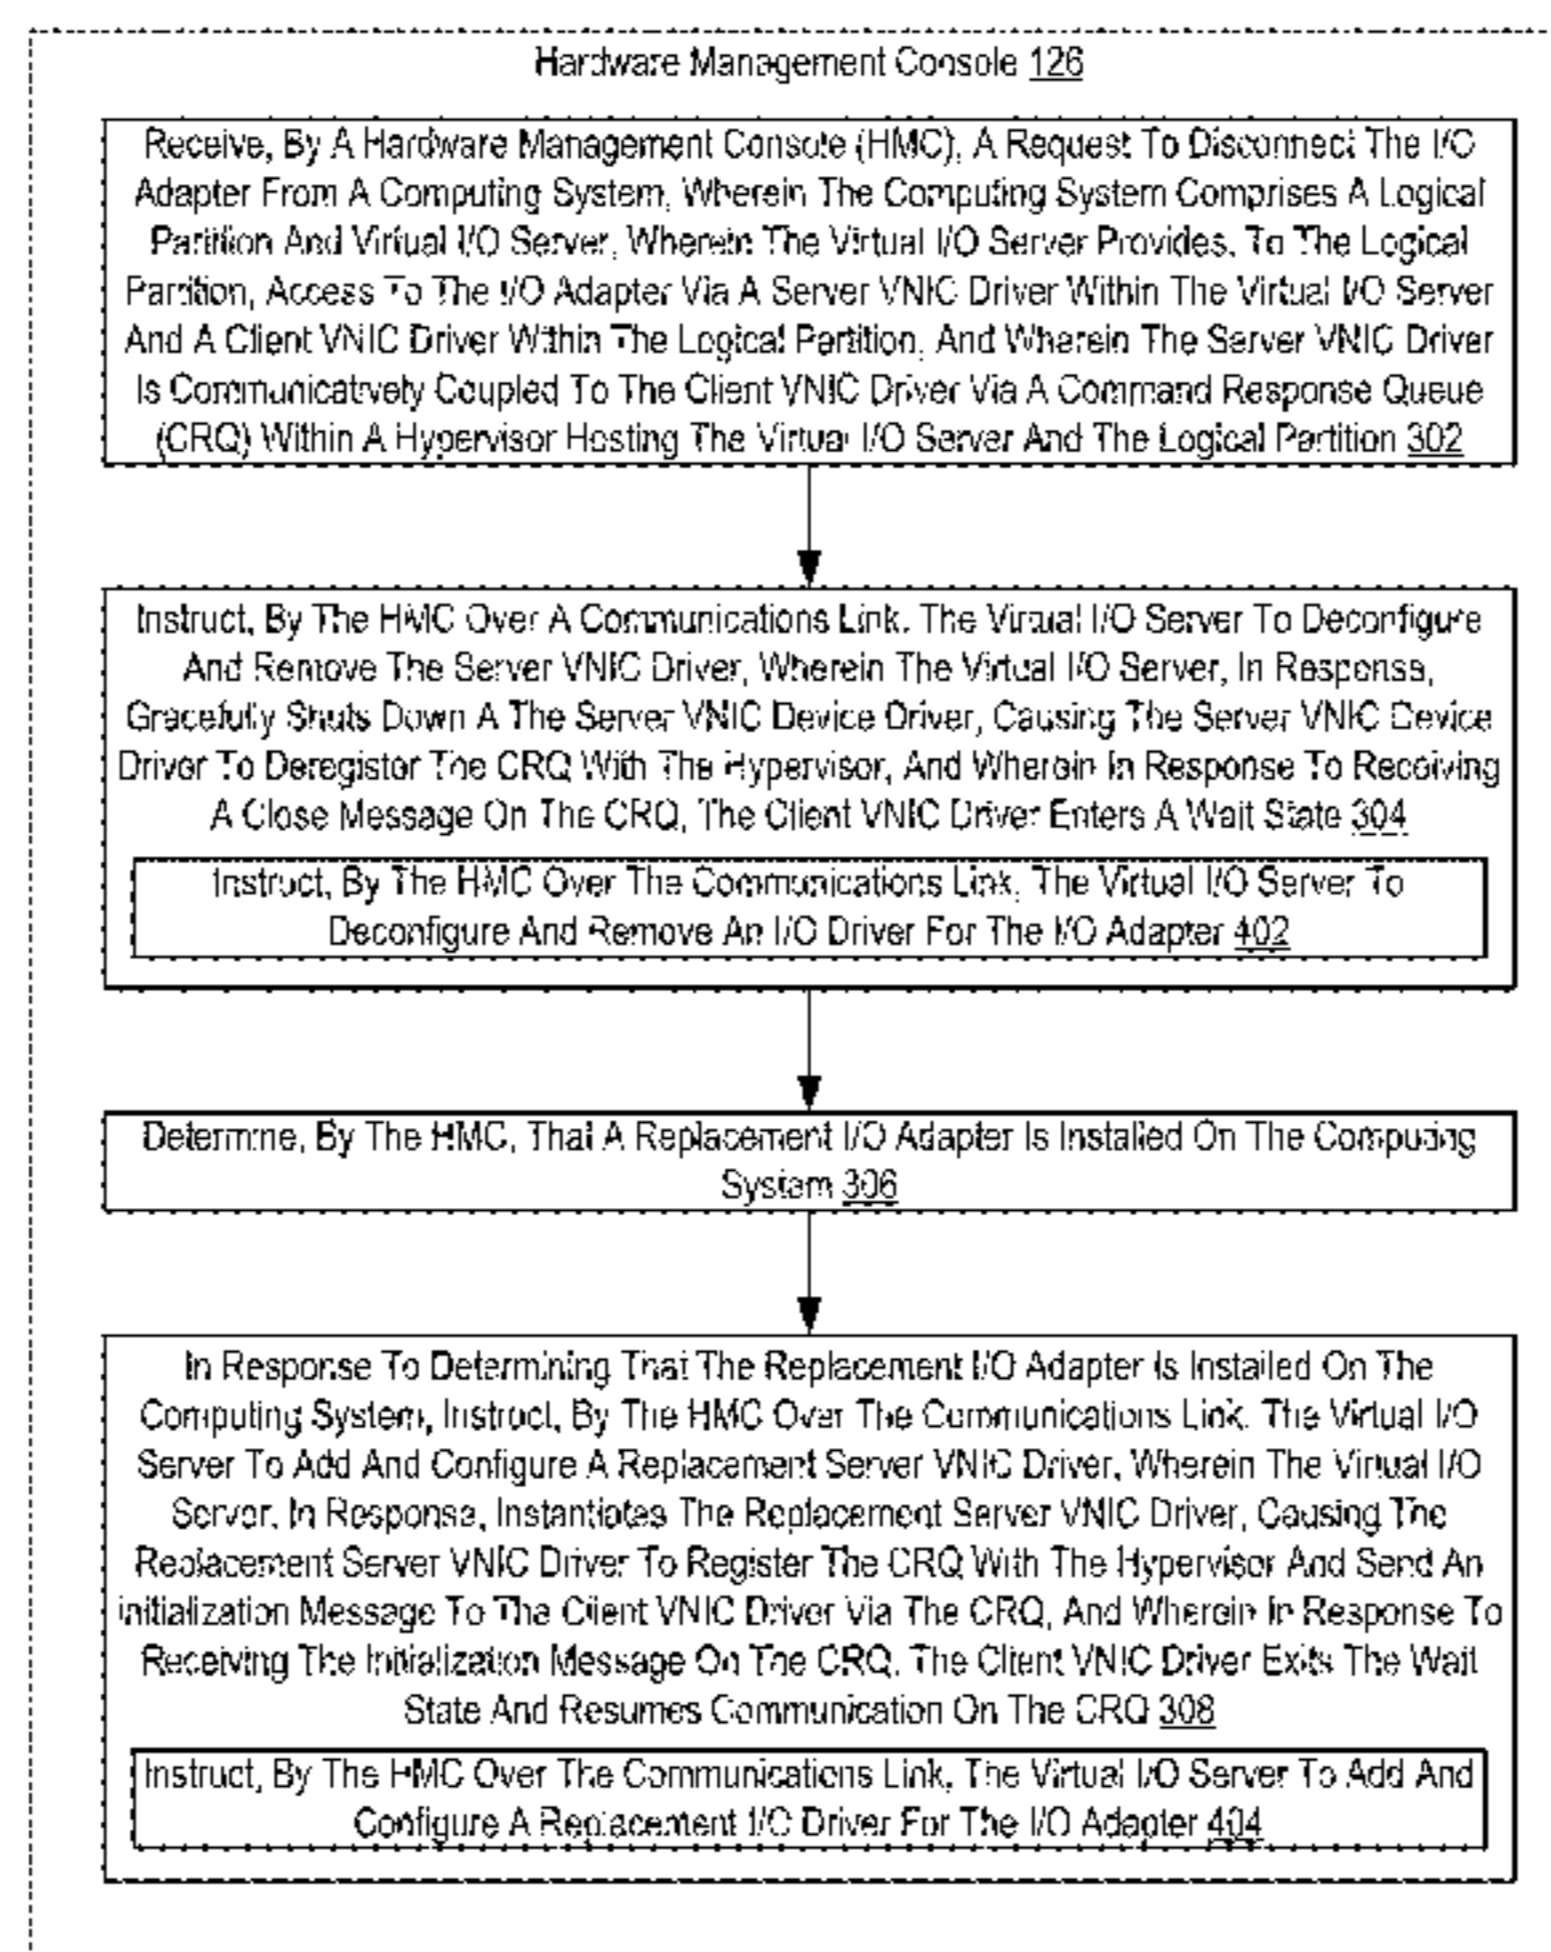 Hardware Management Console 126
Receive, By A Hardware Management Console (HMC), A Request To Disconnect The I/O
Adapter From A Computing System, Wherein The Computing System Comprises A Logical
Partition And Virtual I/O Server, Wherein The Virtual I/O Server Provides, To The Logical
Partition, Access To The I/O Adapter Via A Server VNIC Driver Within The Virtual I/O Server
And A Client VNIC Driver Within The Logical Partition, And Wherein The Server VNIC Driver
Is Communicatively Coupled To The Client VNIC Driver Via A Command Response Queue
(CRQ) Within A Hypervisor Hosting The Virtual I/O Server And The Logical Partition 302
Instruct, By The HMC Over A Communications Link, The Virtual I/O Server To Deconfigure
And Remove The Server VNIC Driver, Wherein The Virtual I/O Server, In Response,
Gracefully Shuts Down A The Server VNIC Device Driver, Causing The Server VNIC Device
Driver To Deregister The CRQ With The Hypervisor, And Wherein In Response To Receiving
A Close Message On The CRQ, The Client VNIC Driver Enters A Wait State 304
Instruct, By The HMC Over The Communications Link, The Virtual I/O Server To
Deconfigure And Remove An I/O Driver For The I/O Adapter 402
Determine, By The HMC, That A Replacement I/O Adapter Is Installed On The Computing
System 306
In Response To Determining That The Replacement I/O Adapter Is Installed On The
Computing System, Instruct, By The HMC Over The Communications Link, The Virtual I/O
Server To Add And Configure A Replacement Server VNIC Driver, Wherein The Virtual I/O
Server, In Response, Instantiates The Replacement Server VNIC Driver, Causing The
Replacement Server VNIC Driver To Register The CRQ With The Hypervisor And Send An
Initialization Message To The Client VNIC Driver Via The CRQ, And Wherein In Response To
Receiving The Initialization Message On The CRQ, The Client VNIC Driver Exits The Wait
State And Resumes Communication On The CRQ 308
Instruct, By The HMC Over The Communications Link, The Virtual I/O Server To Add And
Configure A Replacement I/O Driver For The I/O Adapter 404